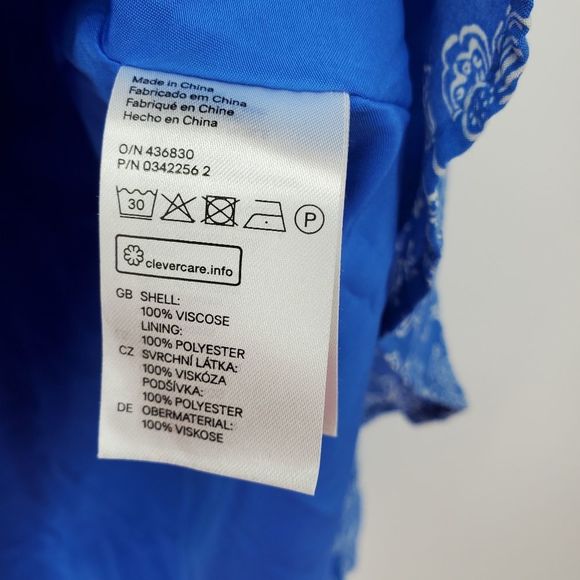 Made in China
Fabricado em China
Fabriqué en Chine
Hecho en China
O/N 436830
P/N 0342256 2
30 P
clevercare.info
GB SHELL:
100% VISCOSE
LINING:
100% POLYESTER
CZ SVRCHNÍ LÁTKA:
100% VISKÓZA
PODŠÍVKA:
100% POLYESTER
DE OBERMATERIAL:
100% VISKOSE